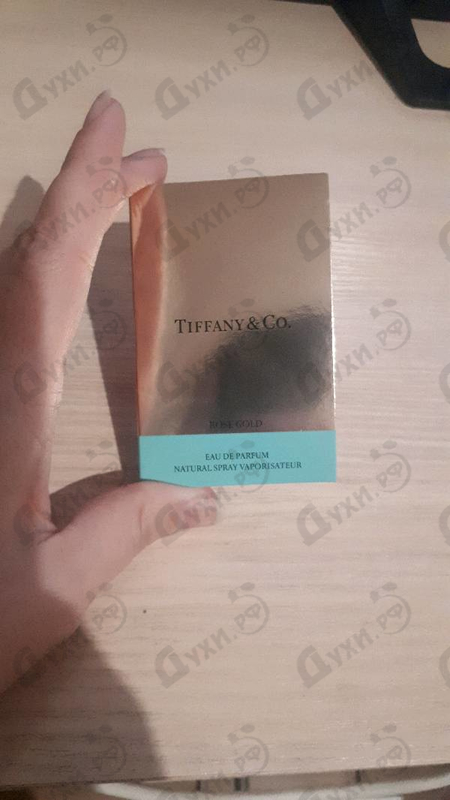 TIFFANY & CO.
ROSE GOLD
EAU DE PARFUM
NATURAL SPRAY VAPORISATEUR
Духи.РФ